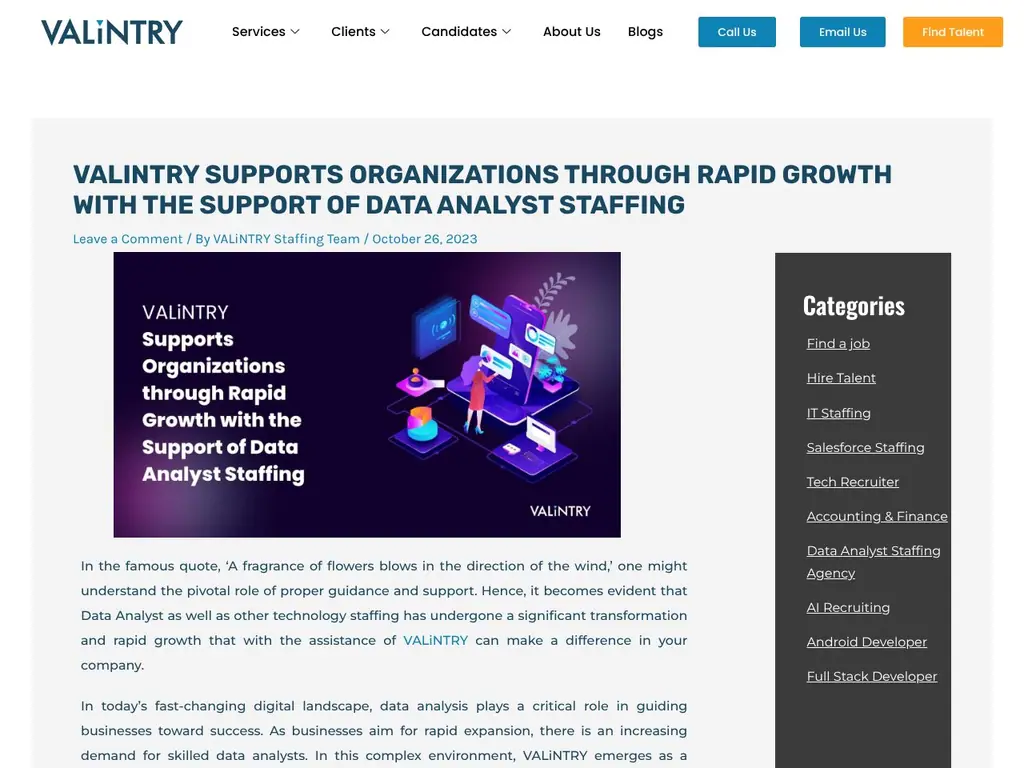 VALiNTRY
Services
Clients
Candidates
About Us
Blogs
Call Us
Email Us
Find Talent
VALINTRY SUPPORTS ORGANIZATIONS THROUGH RAPID GROWTH
WITH THE SUPPORT OF DATA ANALYST STAFFING
Leave a Comment / By VALiNTRY Staffing Team / October 26, 2023
VALiNTRY
Supports
Organizations
through Rapid
Growth with the
Support of Data
Analyst Staffing
VALiNTRY
In the famous quote, ‘A fragrance of flowers blows in the direction of the wind,’ one might
understand the pivotal role of proper guidance and support. Hence, it becomes evident that
Data Analyst as well as other technology staffing has undergone a significant transformation
and rapid growth that with the assistance of VALiNTRY can make a difference in your
company.
In today’s fast-changing digital landscape, data analysis plays a critical role in guiding
businesses toward success. As businesses aim for rapid expansion, there is an increasing
demand for skilled data analysts. In this complex environment, VALiNTRY emerges as a
Categories
Find a job
Hire Talent
IT Staffing
Salesforce Staffing
Tech Recruiter
Accounting & Finance
Data Analyst Staffing
Agency
AI Recruiting
Android Developer
Full Stack Developer